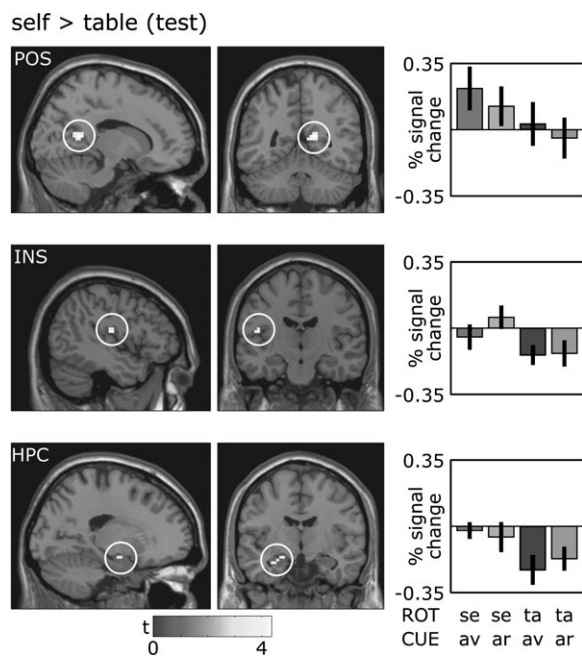 self > table (test)
POS
0.35
% signal
change
-0.35
INS
0.35
% signal
change
-0.35
HPC
0.35
% signal
change
-0.35
t
0 4
ROT se se ta ta
CUE av ar av ar